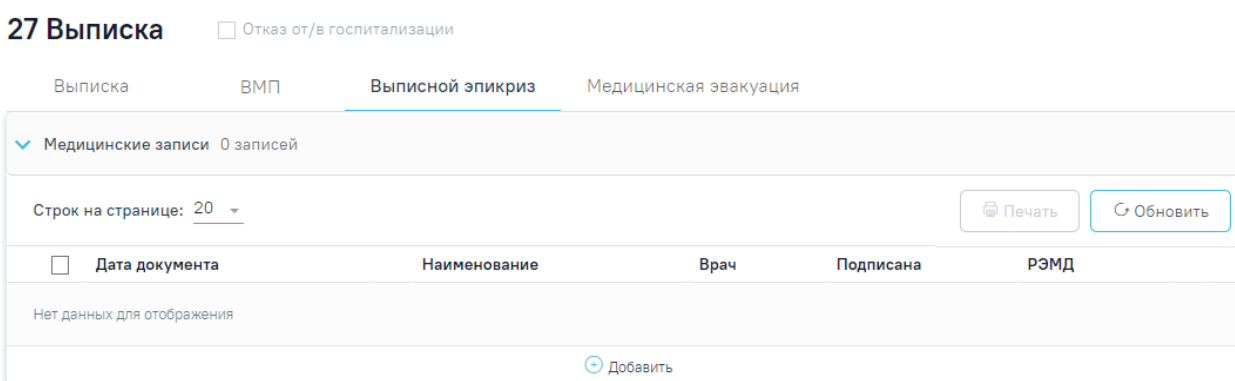 27 Выписка Отказ от/в госпитализации
Выписка ВМП Выписной эпикриз Медицинская эвакуация
Медицинские записи 0 записей
Строк на странице: 20 Печать Обновить
Дата документа Наименование Врач Подписана РЭМД
Нет данных для отображения
Добавить